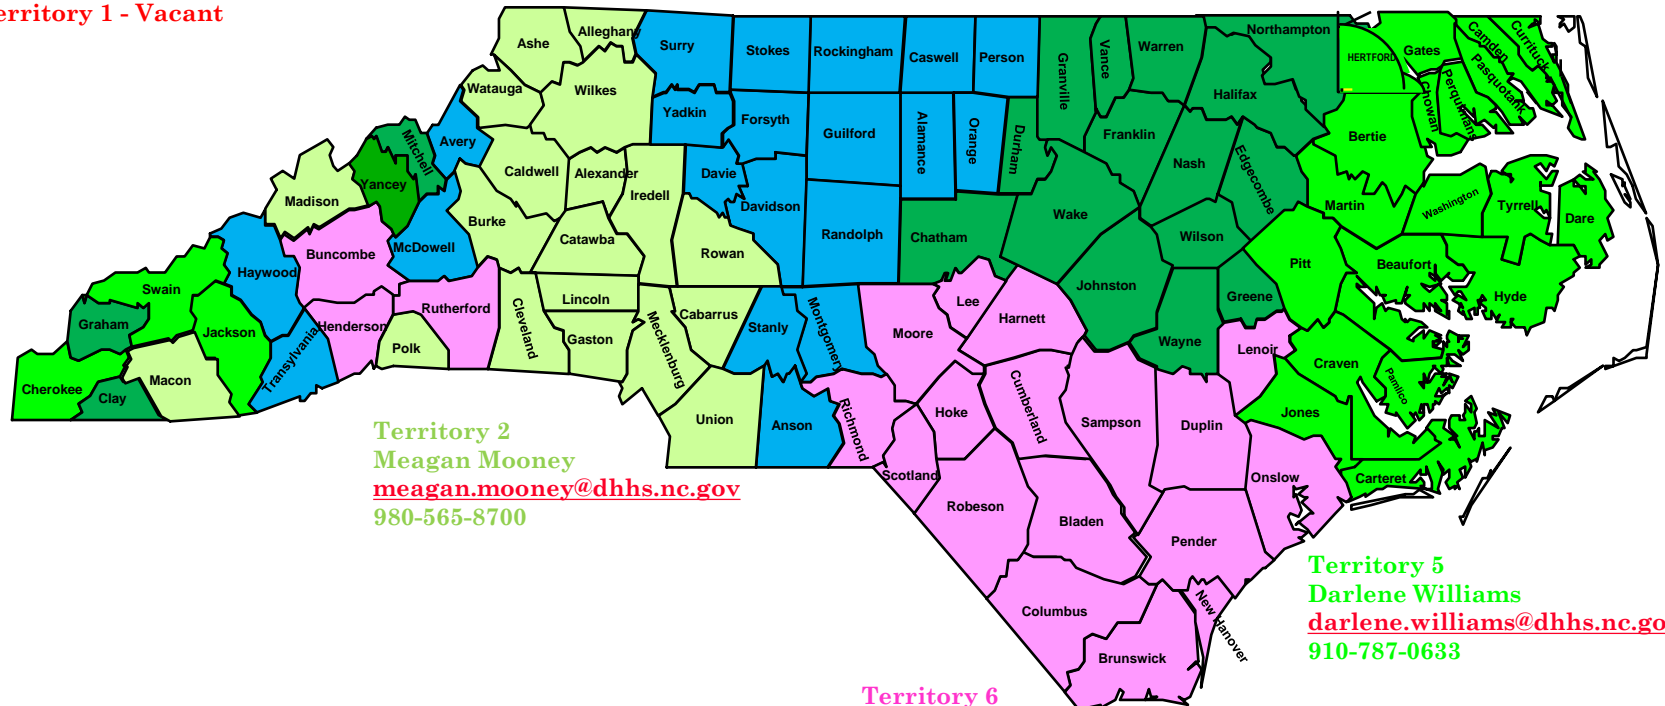 erritory 1 - Vacant
Ashe
Alleghany
Surry
Stokes
Rockingham
Caswell
Person
Granville
Vance
Warren
Northampton
HERTFORD
Gates
Camden
Currituck
Pasquotank
Perquimans
Chowan
Watauga
Wilkes
Yadkin
Forsyth
Guilford
Alamance
Orange
Durham
Franklin
Halifax
Bertie
Mitchell
Avery
Yancey
Caldwell
Alexander
Iredell
Davie
Davidson
Randolph
Chatham
Wake
Nash
Edgecombe
Martin
Washington
Tyrrell
Dare
Madison
Burke
Catawba
Rowan
Wilson
Buncombe
McDowell
Haywood
Swain
Graham
Jackson
Henderson
Rutherford
Cleveland
Lincoln
Gaston
Mecklenburg
Cabarrus
Stanly
Montgomery
Moore
Lee
Harnett
Johnston
Greene
Pitt
Beaufort
Hyde
Wayne
Lenoir
Craven
Pamlico
Transylvania
Polk
Macon
Cherokee
Clay
Union
Anson
Richmond
Hoke
Cumberland
Sampson
Duplin
Jones
Scotland
Robeson
Bladen
Onslow
Carteret
Pender
Columbus
New Hanover
Brunswick
Territory 2
Meagan Mooney
meagan.mooney@dhhs.nc.gov
980-565-8700
Territory 5
Darlene Williams
darlene.williams@dhhs.nc.go
910-787-0633
Territory 6